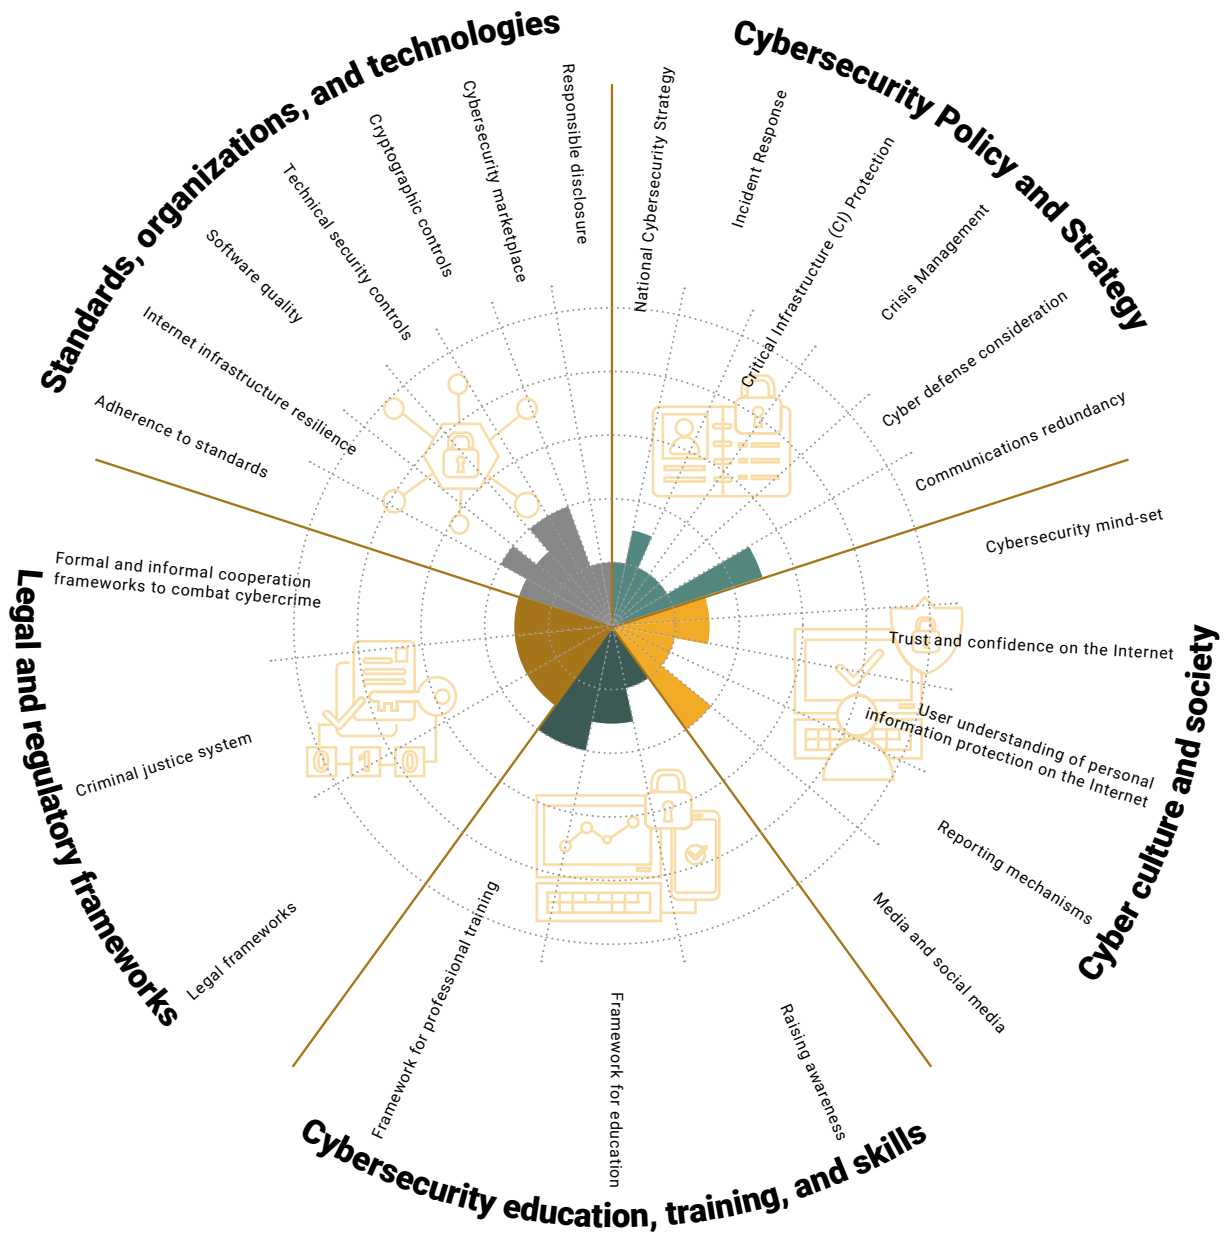 Cybersecurity Policy and Strategy
National Cybersecurity Strategy
Incident Response
Critical Infrastructure (CI) Protection
Crisis Management
Cyber defense consideration
Communications redundancy
Cyber culture and society
Cybersecurity mind-set
Trust and confidence on the Internet
User understanding of personal
information protection on the Internet
Reporting mechanisms
Media and social media
Cybersecurity education, training, and skills
Raising awareness
Framework for education
Framework for professional training
Legal and regulatory frameworks
Legal frameworks
Criminal justice system
Formal and informal cooperation
frameworks to combat cybercrime
Standards, organizations, and technologies
Adherence to standards
Internet infrastructure resilience
Software quality
Technical security controls
Cryptographic controls
Cybersecurity marketplace
Responsible disclosure
0 1 0